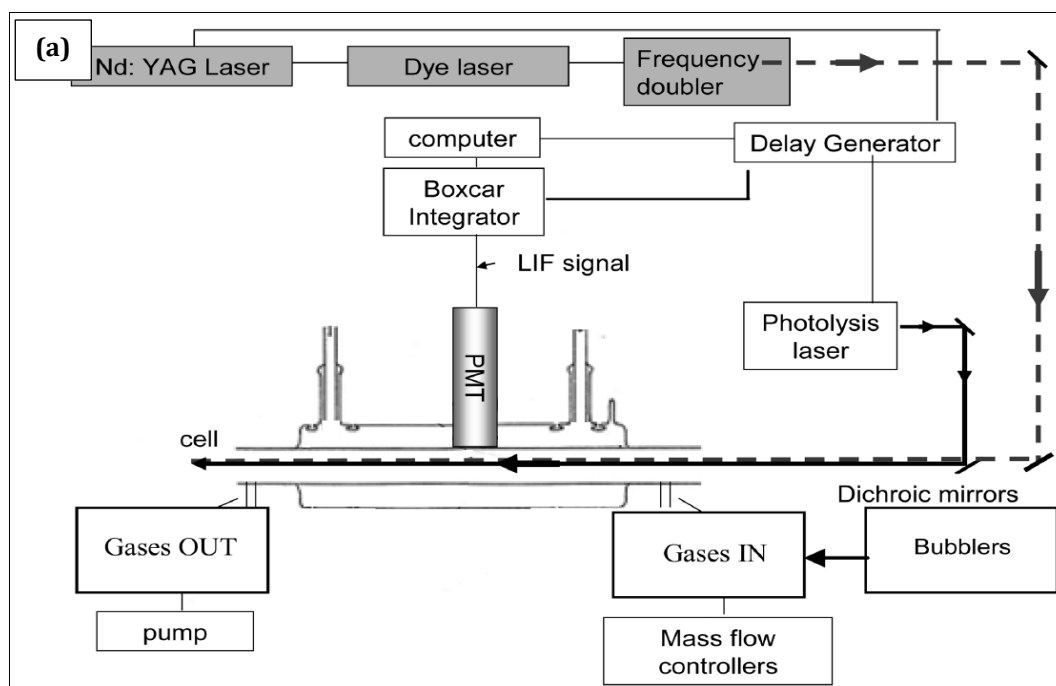 (a)
Nd: YAG Laser
Dye laser
Frequency
doubler
computer
Delay Generator
Boxcar
Integrator
LIF signal
Photolysis
laser
PMT
cell
Dichroic mirrors
Gases OUT
Gases IN
Bubblers
pump
Mass flow
controllers